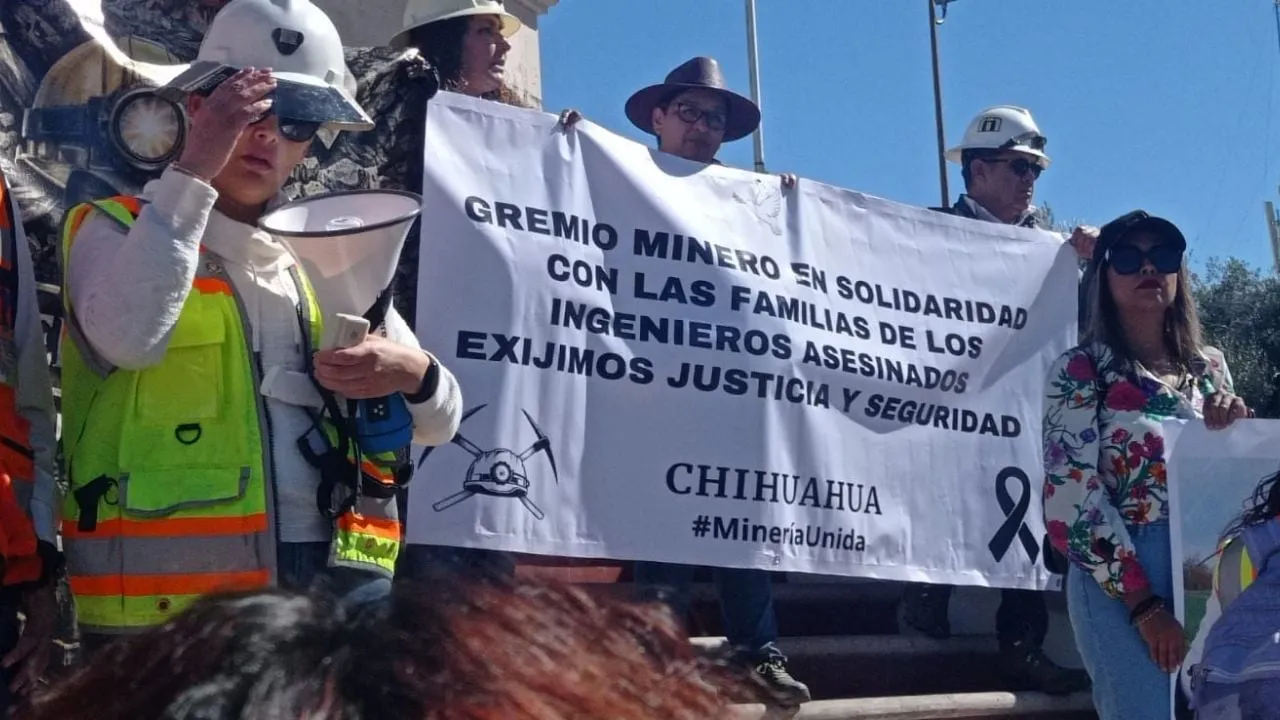 GREMIO MINERO EN SOLIDARIDAD
CON LAS FAMILIAS DE LOS
INGENIEROS ASESINADOS
EXIJIMOS JUSTICIA Y SEGURIDAD
CHIHUAHUA
#MineríaUnida